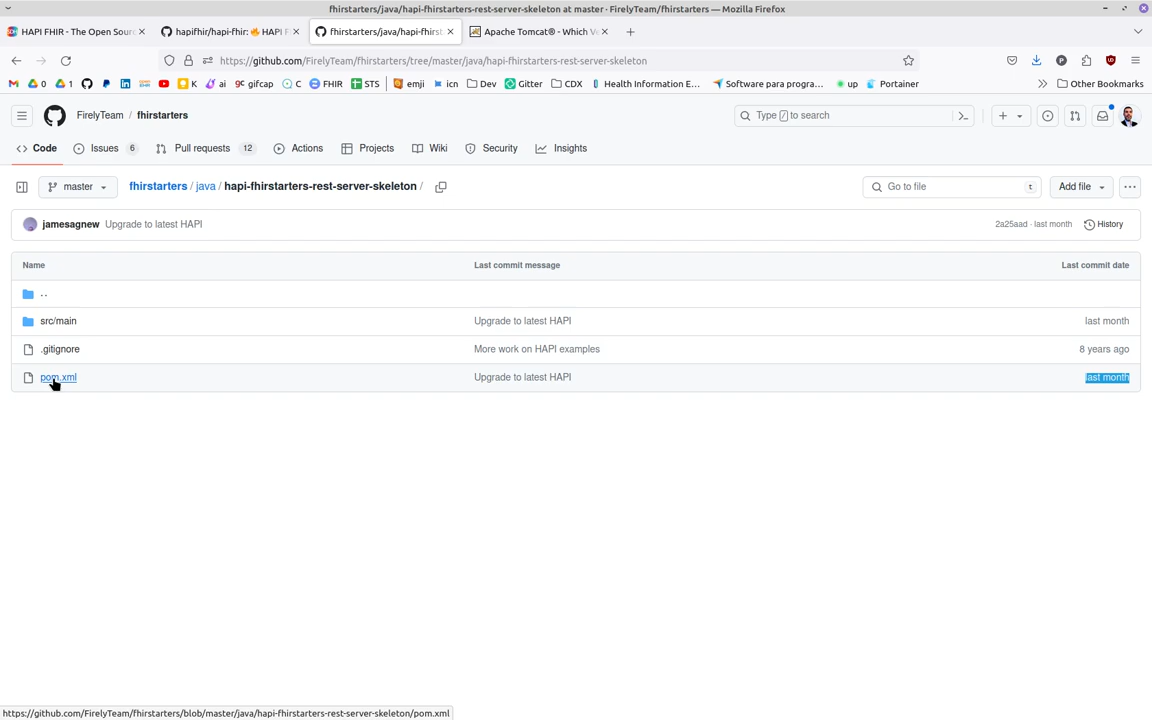 fhirstarters/java/hapi-fhirstarters-rest-server-skeleton at master · FirelyTeam/fhirstarters — Mozilla Firefox
HAPI FHIR - The Open Sourc
hapifhir/hapi-fhir: 🔥 HAPI F
fhirstarters/java/hapi-fhirst
Apache Tomcat® - Which Ve
https://github.com/FirelyTeam/fhirstarters/tree/master/java/hapi-fhirstarters-rest-server-skeleton
0 1 K ai gifcap C FHIR STS emji icn Dev Gitter CDX Health Information E… Software para progra… up Portainer Other Bookmarks
FirelyTeam / fhirstarters
Type / to search
Code Issues 6 Pull requests 12 Actions Projects Wiki Security Insights
master fhirstarters / java / hapi-fhirstarters-rest-server-skeleton / Go to file t Add file
jamesagnew Upgrade to latest HAPI 2a25aad · last month History
Name Last commit message Last commit date
..
src/main Upgrade to latest HAPI last month
.gitignore More work on HAPI examples 8 years ago
pom.xml Upgrade to latest HAPI last month
https://github.com/FirelyTeam/fhirstarters/blob/master/java/hapi-fhirstarters-rest-server-skeleton/pom.xml